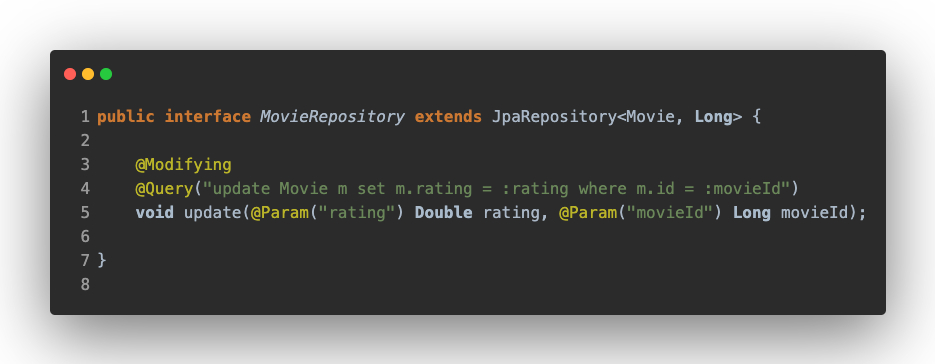 1 public interface MovieRepository extends JpaRepository<Movie, Long> {
2
3     @Modifying
4     @Query("update Movie m set m.rating = :rating where m.id = :movieId")
5     void update(@Param("rating") Double rating, @Param("movieId") Long movieId);
6
7 }
8